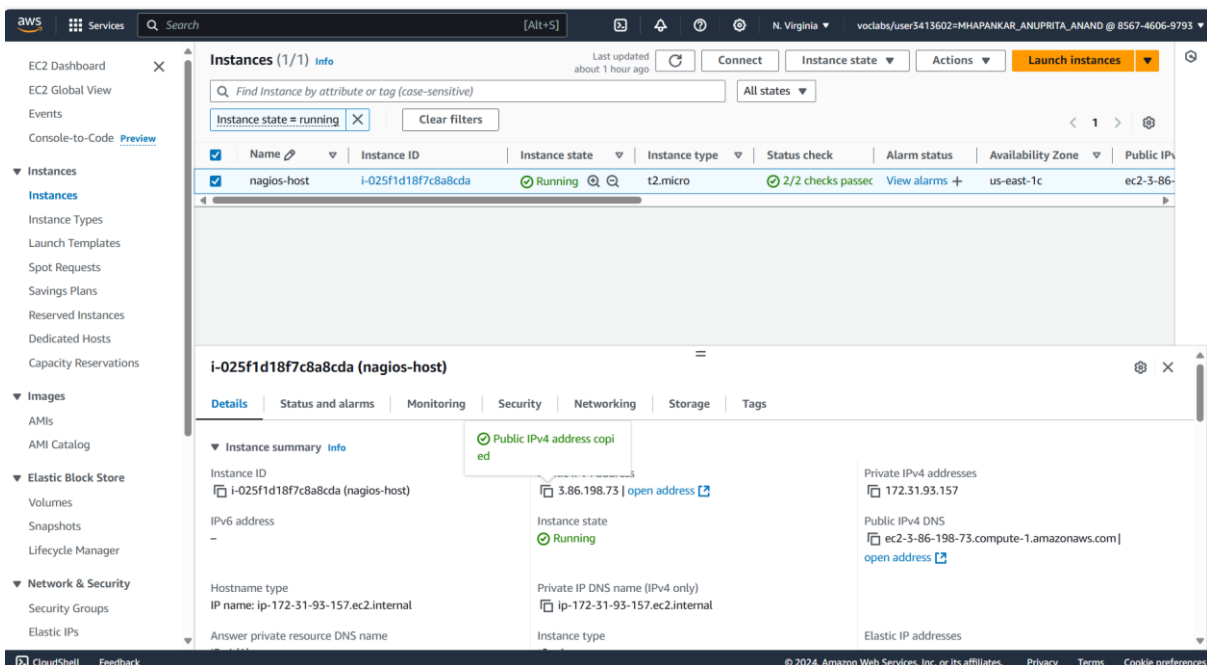 aws Services Search [Alt+S] N. Virginia voclabs/user3413602=MHAPANKAR_ANUPRITA_ANAND @ 8567-4606-9793
EC2 Dashboard
EC2 Global View
Events
Console-to-Code Preview
Instances
Instances
Instance Types
Launch Templates
Spot Requests
Savings Plans
Reserved Instances
Dedicated Hosts
Capacity Reservations
Images
AMIs
AMI Catalog
Elastic Block Store
Volumes
Snapshots
Lifecycle Manager
Network & Security
Security Groups
Elastic IPs
Instances (1/1) Info
Last updated
about 1 hour ago
Connect Instance state Actions Launch instances
Find Instance by attribute or tag (case-sensitive) All states
Instance state = running Clear filters
1
Name Instance ID Instance state Instance type Status check Alarm status Availability Zone Public IPv
nagios-host i-025f1d18f7c8a8cda Running t2.micro 2/2 checks passec View alarms + us-east-1c ec2-3-86-
i-025f1d18f7c8a8cda (nagios-host)
Details Status and alarms Monitoring Security Networking Storage Tags
Public IPv4 address copi
ed
Instance summary Info
Instance ID
i-025f1d18f7c8a8cda (nagios-host)
3.86.198.73 | open address
Private IPv4 addresses
172.31.93.157
IPv6 address
–
Instance state
Running
Public IPv4 DNS
ec2-3-86-198-73.compute-1.amazonaws.com |
open address
Hostname type
IP name: ip-172-31-93-157.ec2.internal
Private IP DNS name (IPv4 only)
ip-172-31-93-157.ec2.internal
Answer private resource DNS name
Instance type
Elastic IP addresses
CloudShell Feedback © 2024, Amazon Web Services, Inc. or its affiliates. Privacy Terms Cookie preferences